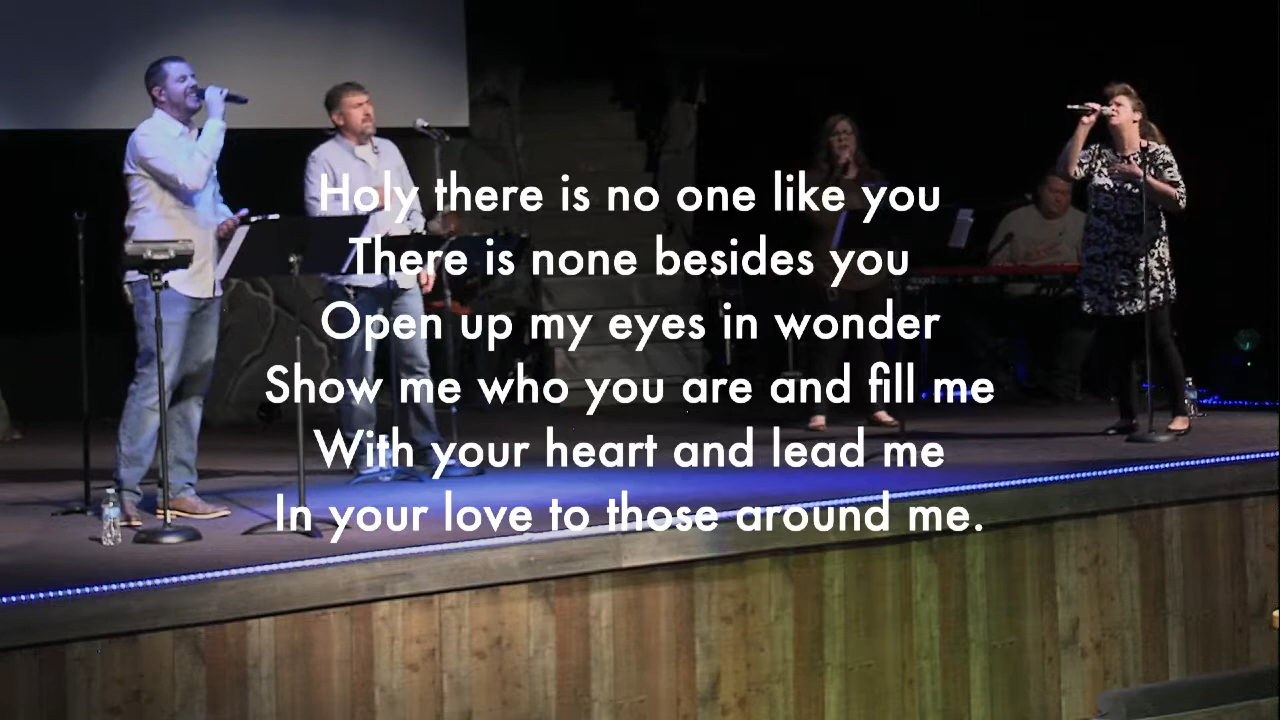 Holy there is no one like you
There is none besides you
Open up my eyes in wonder
Show me who you are and fill me
With your heart and lead me
In your love to those around me.